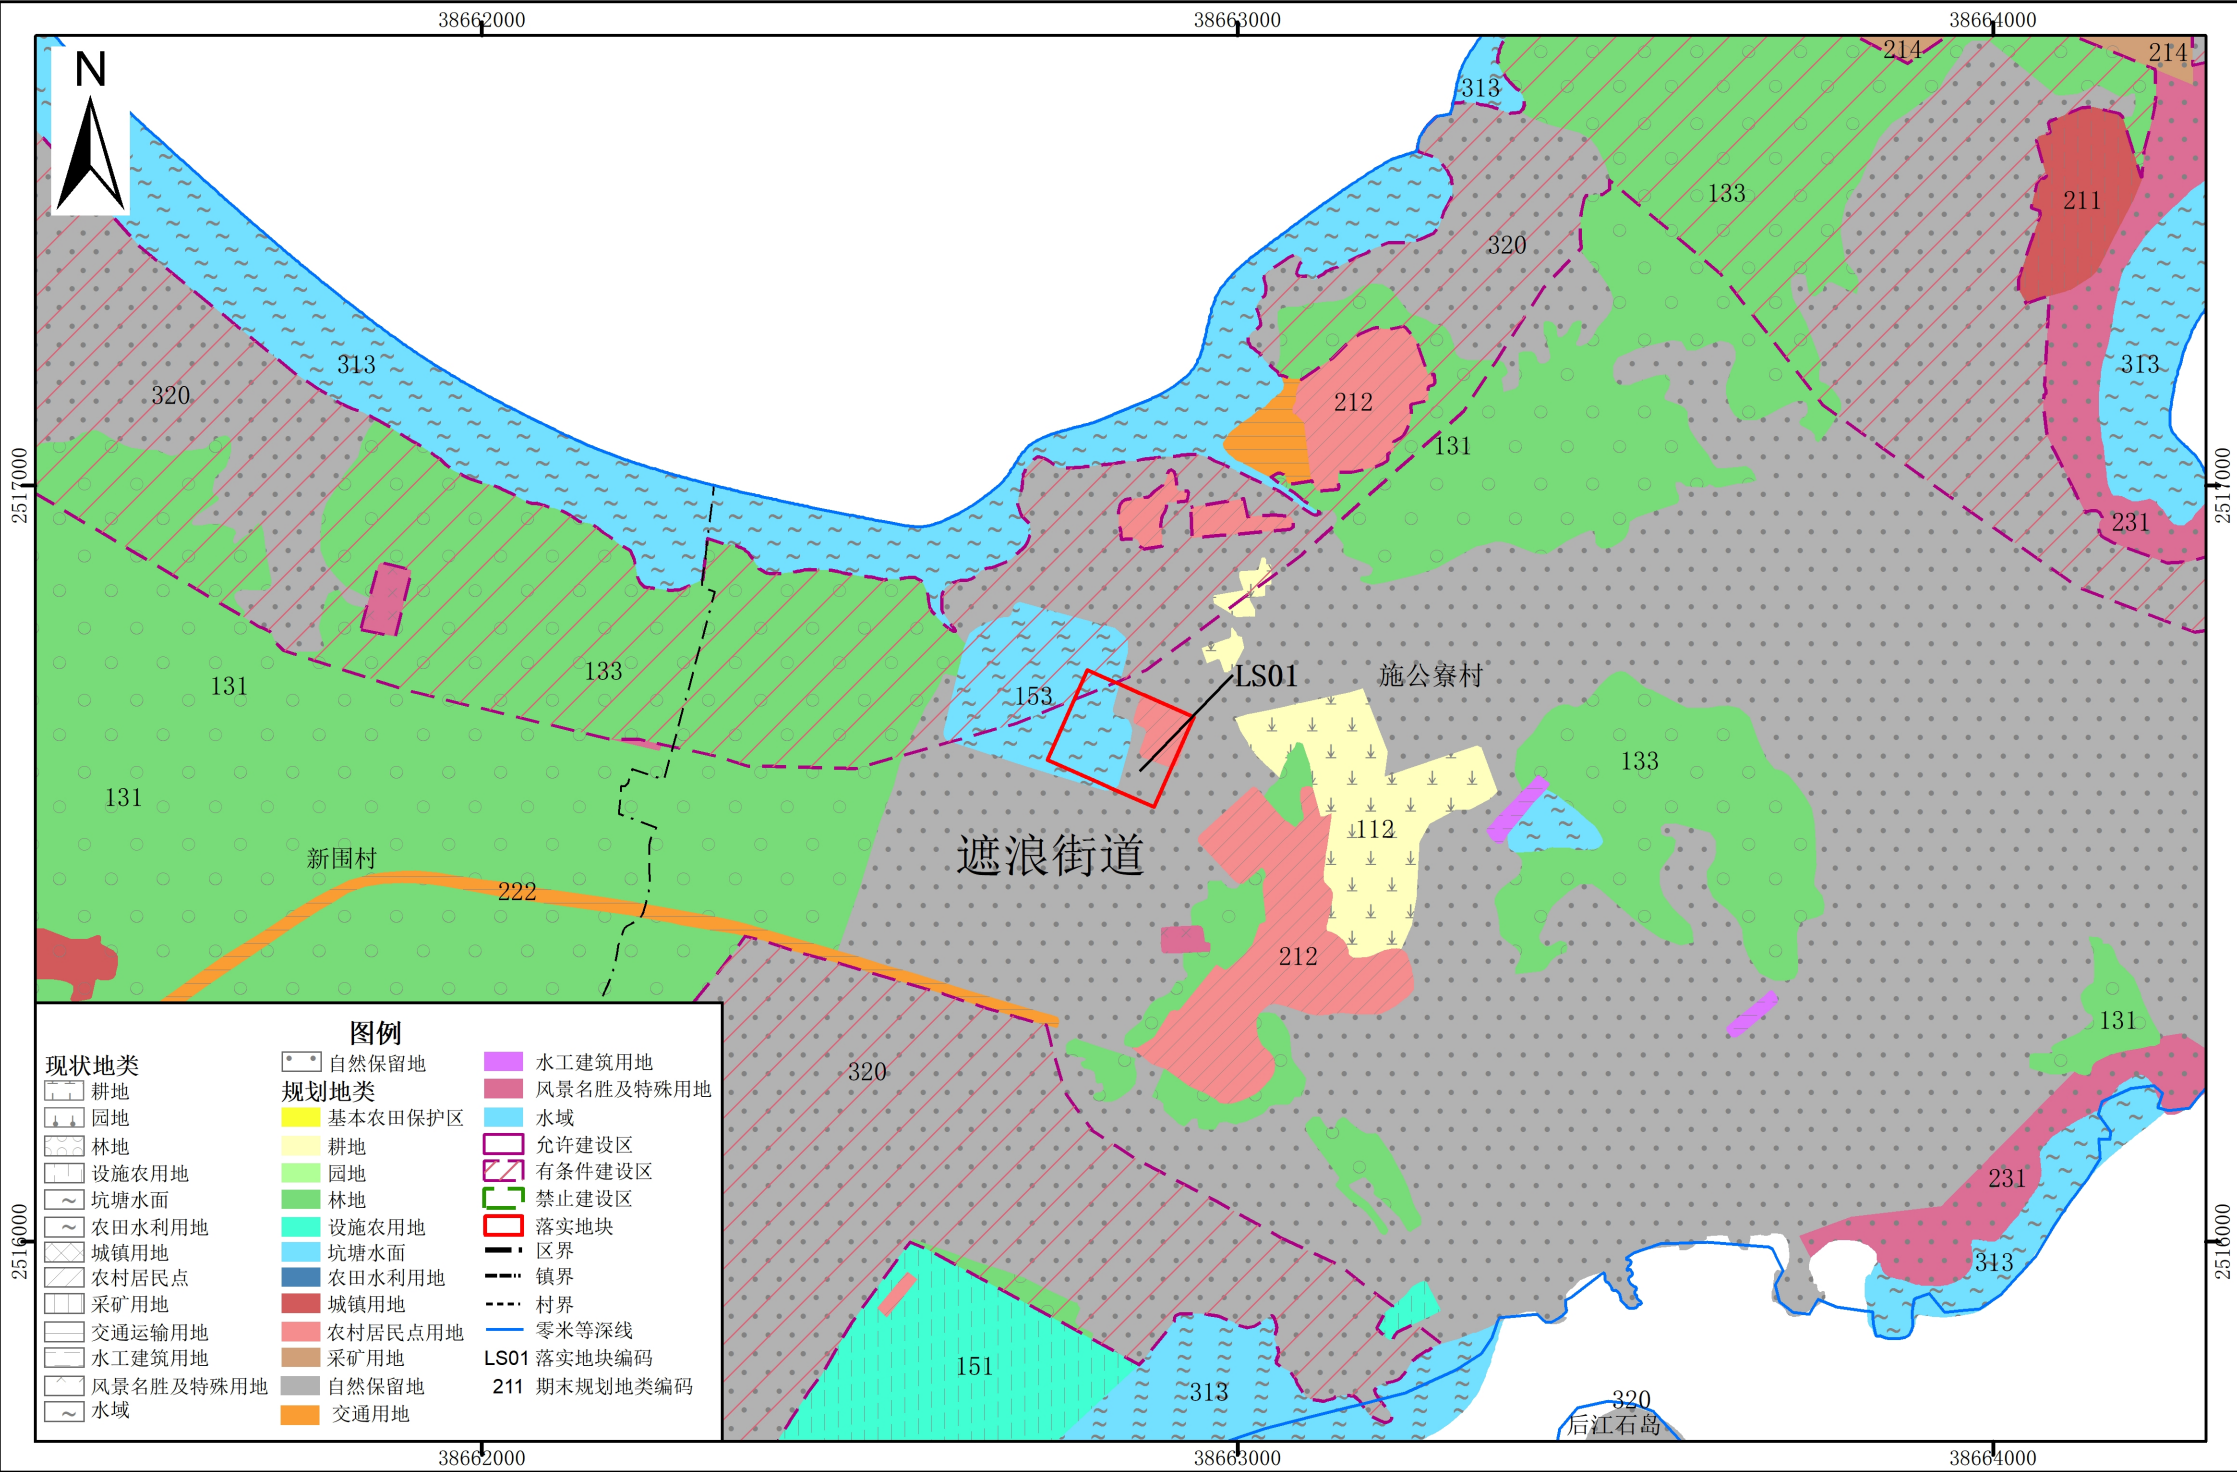 38662000
38663000
38664000
N
214
214
313
133
211
320
313
320
313
212
131
2517000
2517000
231
133
131
153
LS01
施公寮村
133
131
112
遮浪街道
新围村
222
212
131
320
231
2516000
2516000
313
151
313
320
后江石岛
图例
现状地类
耕地
园地
林地
设施农用地
坑塘水面
农田水利用地
城镇用地
农村居民点
采矿用地
交通运输用地
水工建筑用地
风景名胜及特殊用地
水域
自然保留地
规划地类
基本农田保护区
耕地
园地
林地
设施农用地
坑塘水面
农田水利用地
城镇用地
农村居民点用地
采矿用地
自然保留地
交通用地
水工建筑用地
风景名胜及特殊用地
水域
允许建设区
有条件建设区
禁止建设区
落实地块
区界
镇界
村界
零米等深线
LS01 落实地块编码
211 期末规划地类编码
38662000
38663000
38664000